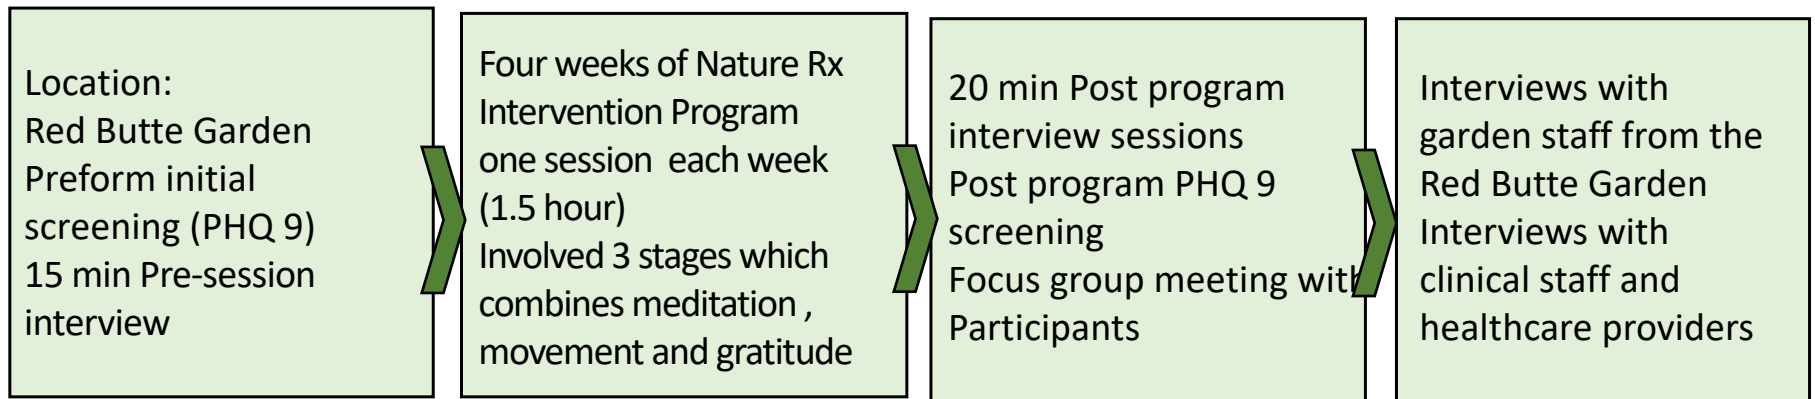 Location:
Red Butte Garden
Preform initial
screening (PHQ 9)
15 min Pre-session
interview
Four weeks of Nature Rx
Intervention Program
one session  each week
(1.5 hour)
Involved 3 stages which
combines meditation ,
movement and gratitude
20 min Post program
interview sessions
Post program PHQ 9
screening
Focus group meeting with
Participants
Interviews with
garden staff from the
Red Butte Garden
Interviews with
clinical staff and
healthcare providers